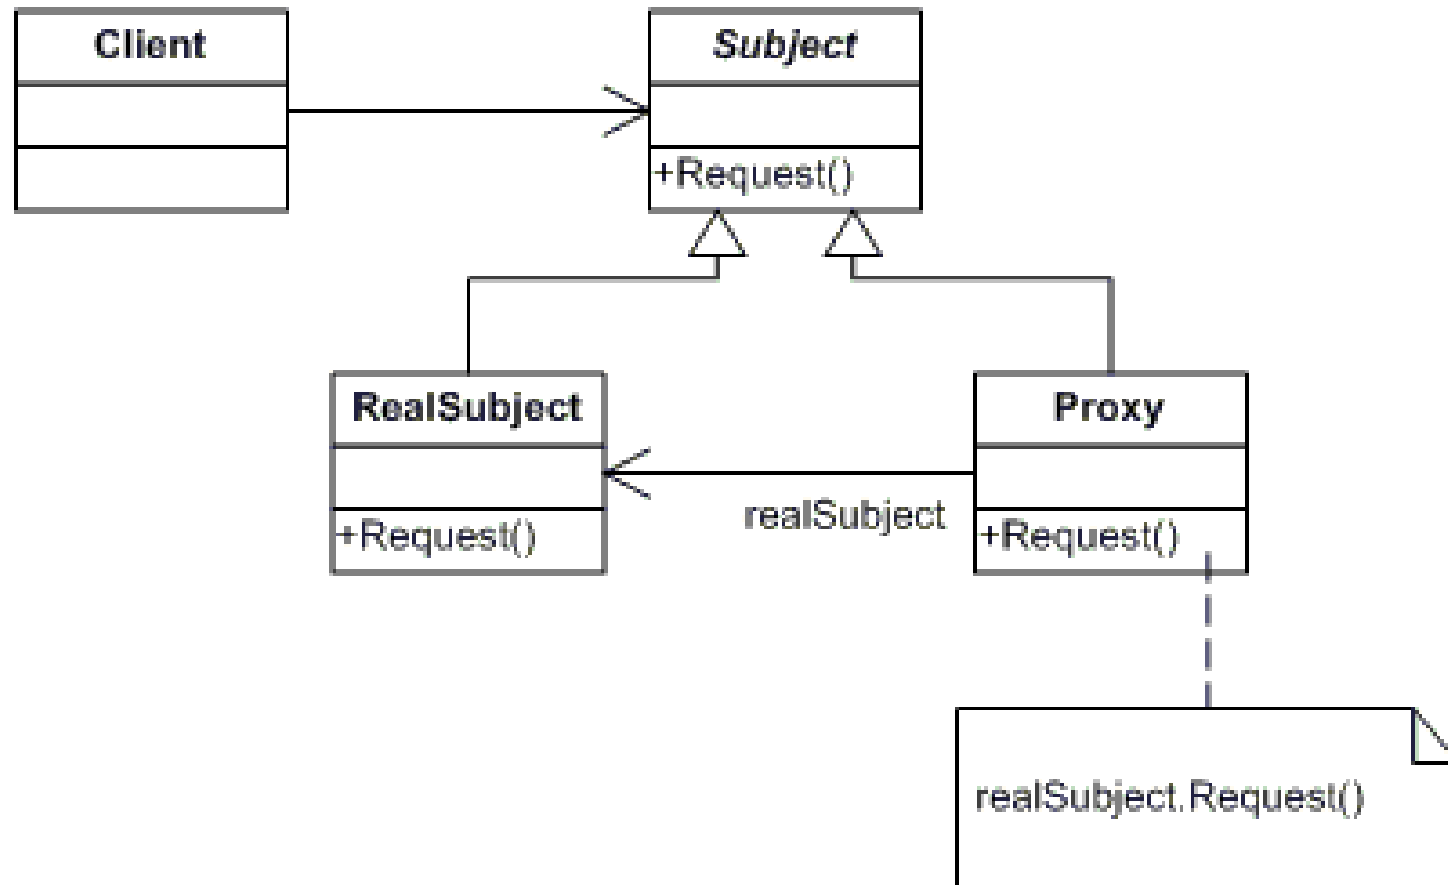 Client
Subject
+Request()
RealSubject
+Request()
realSubject
Proxy
+Request()
realSubject.Request()